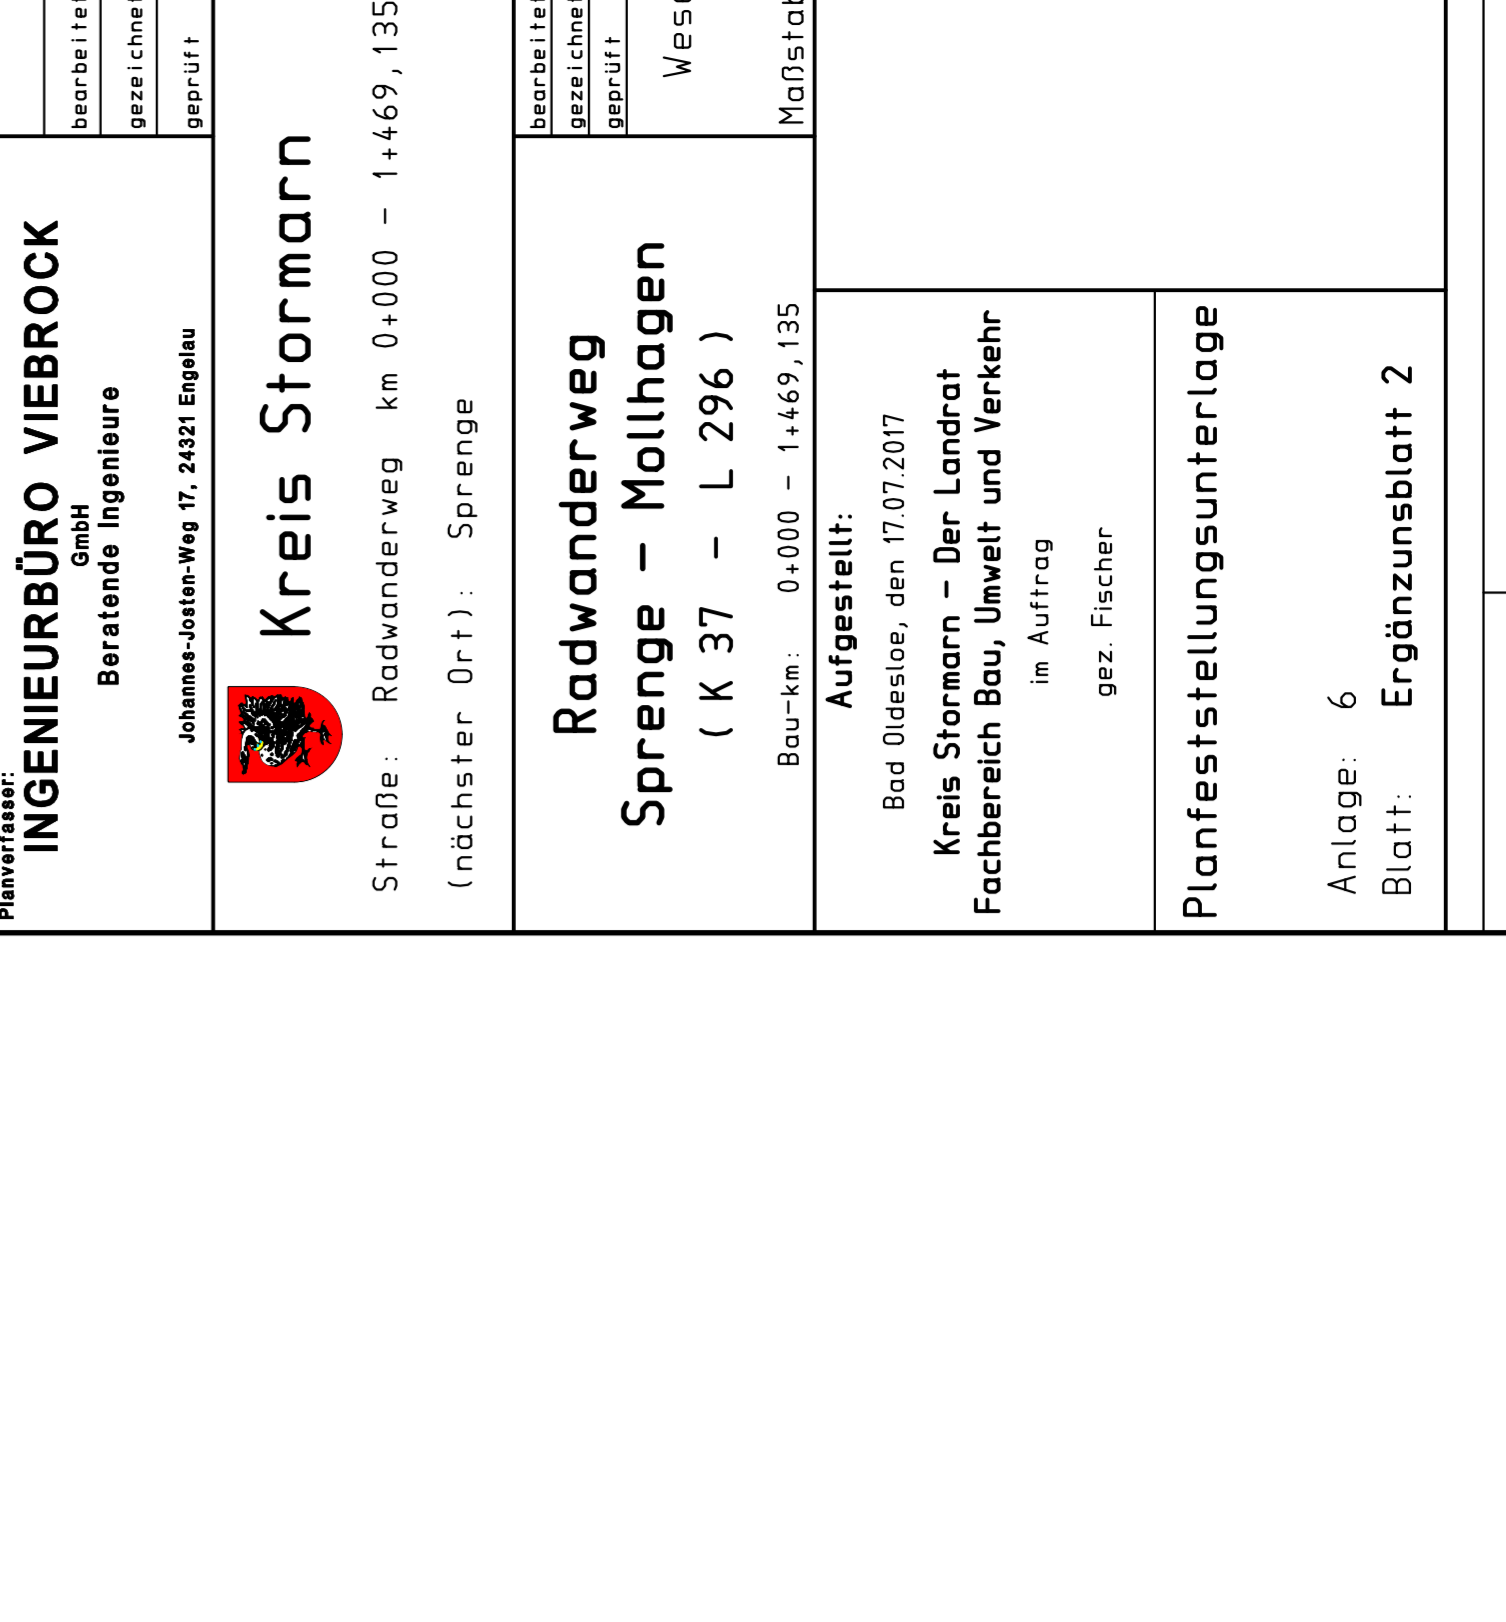 Planverfasser:
INGENIEURBÜRO VIEBROCK
GmbH
Beratende Ingenieure
Johannes-Josten-Weg 17, 24321 Engelau
bearbeitet
gezeichnet
geprüft
Kreis Stormarn
Straße: Radwanderweg km 0+000 - 1+469,135
(nächster Ort): Sprenge
Radwanderweg
Sprenge - Mollhagen
( K 37 - L 296 )
Bau-km: 0+000 - 1+469,135
bearbeitet
gezeichnet
geprüft
Maßstab
Aufgestellt:
Bad Oldesloe, den 17.07.2017
Kreis Stormarn - Der Landrat
Fachbereich Bau, Umwelt und Verkehr
im Auftrag
gez. Fischer
Planfeststellungsunterlage
Anlage: 6
Blatt: Ergänzunsblatt 2